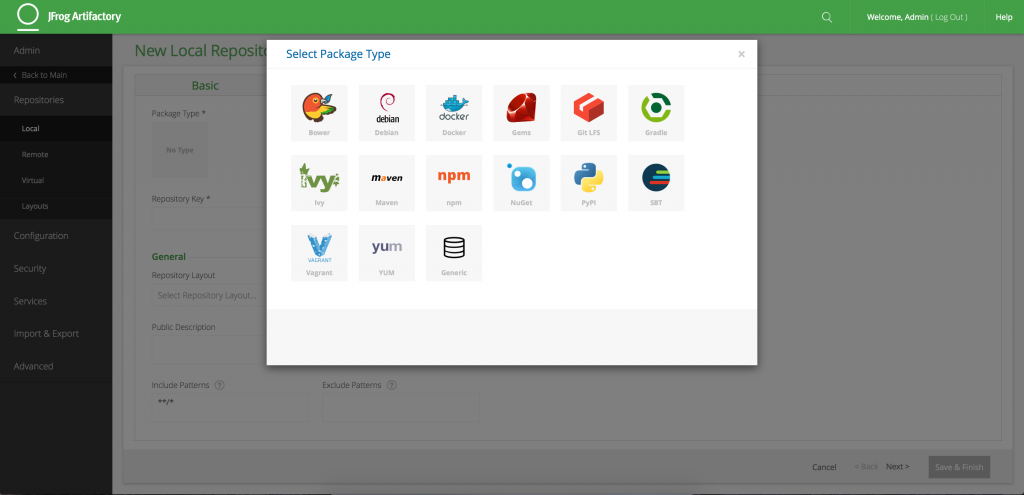 JFrog Artifactory
Welcome, Admin ( Log Out )
Help
Admin
< Back to Main
Repositories
Local
Remote
Virtual
Layouts
Configuration
Security
Services
Import & Export
Advanced
New Local Reposito
Basic
Package Type *
No Type
Repository Key *
General
Repository Layout
Select Repository Layout...
Public Description
Include Patterns ?
**/*
Exclude Patterns ?
Select Package Type
×
Bower
debian
Debian
docker
Docker
Gems
Git LFS
Gradle
Ivy
Ivy
maven
Maven
npm
npm
NuGet
PyPI
SBT
VAGRANT
Vagrant
yum
YUM
Generic
Cancel
< Back
Next >
Save & Finish